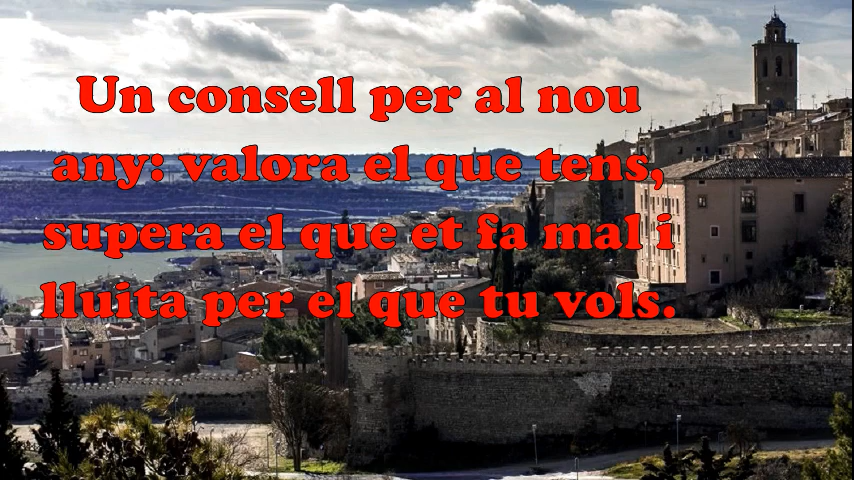 Un consell per al nou
any: valora el que tens,
supera el que et fa mal i
lluita per el que tu vols.